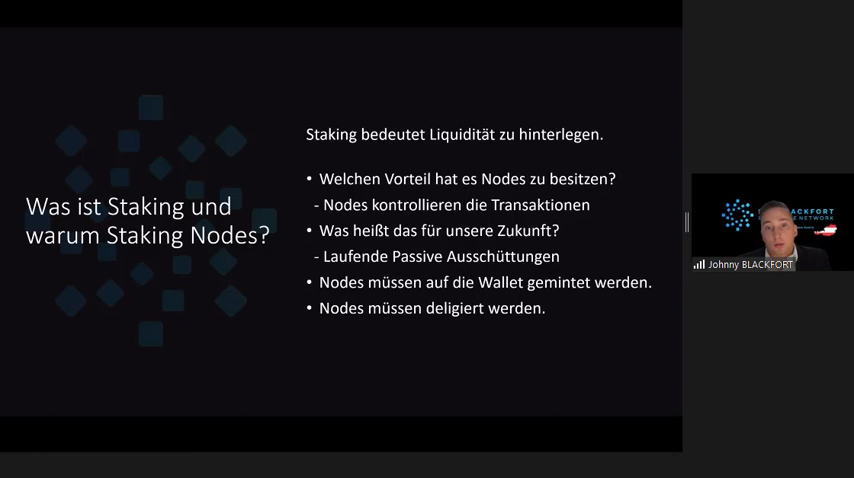 Was ist Staking und
warum Staking Nodes?
Staking bedeutet Liquidität zu hinterlegen.
• Welchen Vorteil hat es Nodes zu besitzen?
- Nodes kontrollieren die Transaktionen
• Was heißt das für unsere Zukunft?
- Laufende Passive Ausschüttungen
• Nodes müssen auf die Wallet gemintet werden.
• Nodes müssen deligiert werden.
BLACKFORT
NETWORK
Johnny BLACKFORT